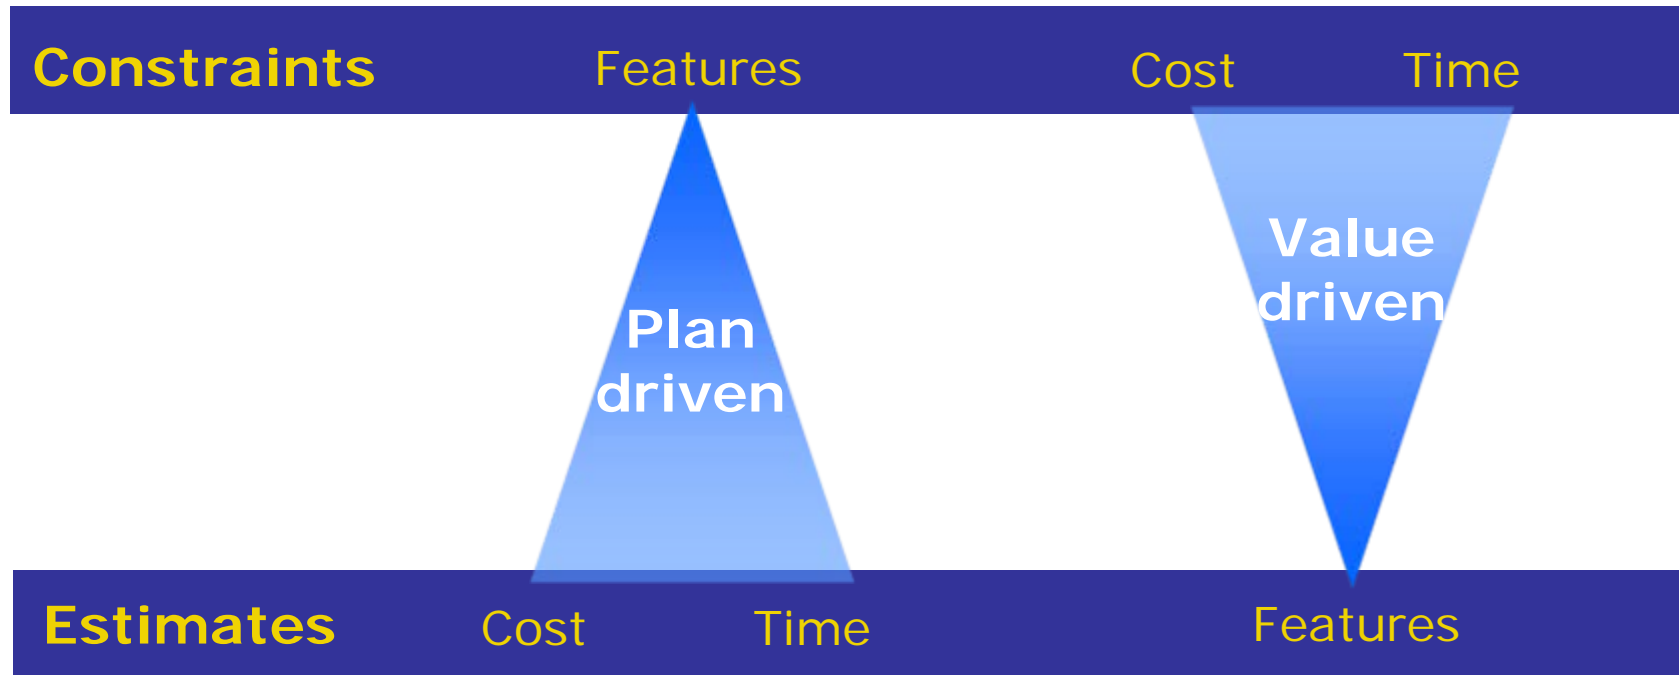 Constraints Features Cost Time
Value
driven
Plan
driven
Estimates Cost Time Features